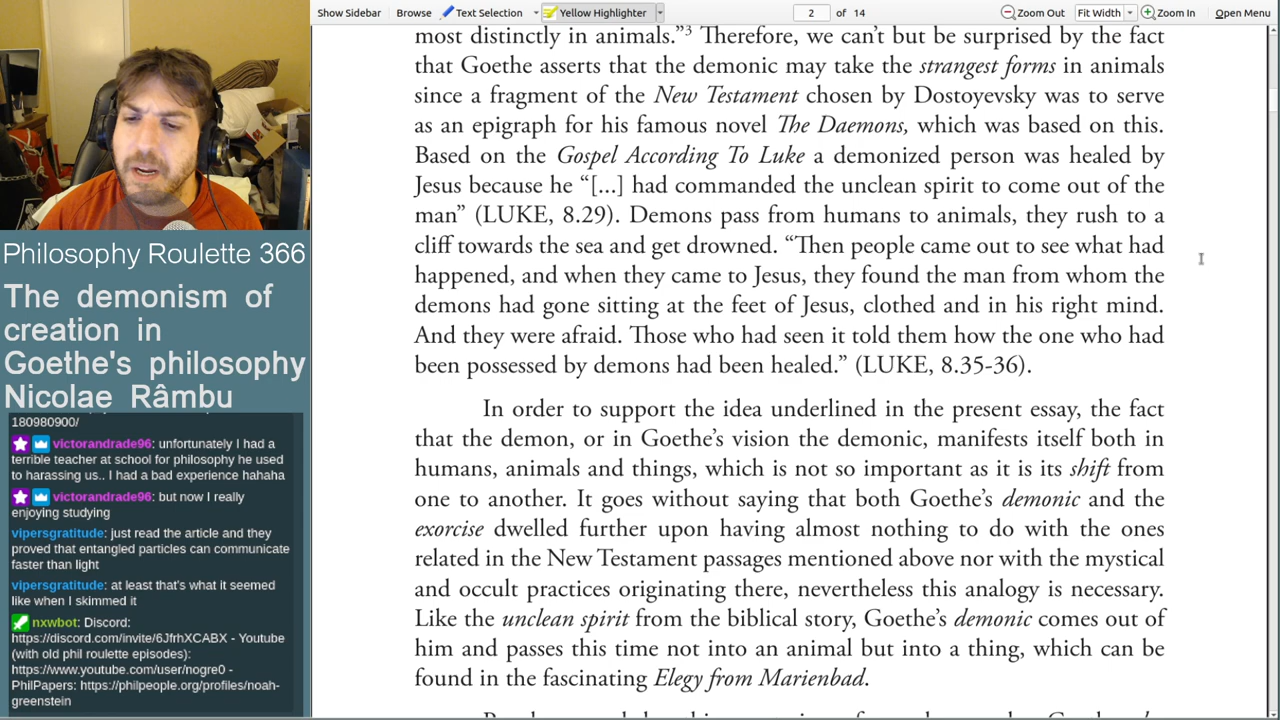 Show Sidebar Browse Text Selection Yellow Highlighter 2 of 14 Zoom Out Fit Width Zoom In Open Menu
most distinctly in animals.”³ Therefore, we can’t but be surprised by the fact
that Goethe asserts that the demonic may take the strangest forms in animals
since a fragment of the New Testament chosen by Dostoyevsky was to serve
as an epigraph for his famous novel The Daemons, which was based on this.
Based on the Gospel According To Luke a demonized person was healed by
Jesus because he “[...] had commanded the unclean spirit to come out of the
man” (LUKE, 8.29). Demons pass from humans to animals, they rush to a
cliff towards the sea and get drowned. “Then people came out to see what had
happened, and when they came to Jesus, they found the man from whom the
demons had gone sitting at the feet of Jesus, clothed and in his right mind.
And they were afraid. Those who had seen it told them how the one who had
been possessed by demons had been healed.” (LUKE, 8.35-36).
In order to support the idea underlined in the present essay, the fact
that the demon, or in Goethe’s vision the demonic, manifests itself both in
humans, animals and things, which is not so important as it is its shift from
one to another. It goes without saying that both Goethe’s demonic and the
exorcise dwelled further upon having almost nothing to do with the ones
related in the New Testament passages mentioned above nor with the mystical
and occult practices originating there, nevertheless this analogy is necessary.
Like the unclean spirit from the biblical story, Goethe’s demonic comes out of
him and passes this time not into an animal but into a thing, which can be
found in the fascinating Elegy from Marienbad.
Philosophy Roulette 366
The demonism of
creation in
Goethe's philosophy
Nicolae Râmbu
180980900/
victorandrade96: unfortunately I had a
terrible teacher at school for philosophy he used
to harassing us.. I had a bad experience hahaha
victorandrade96: but now I really
enjoying studying
vipersgratitude: just read the article and they
proved that entangled particles can communicate
faster than light
vipersgratitude: at least that's what it seemed
like when I skimmed it
nxwbot: Discord:
https://discord.com/invite/6JfrhXCABX - Youtube
(with old phil roulette episodes):
https://www.youtube.com/user/nogre0 -
PhilPapers: https://philpeople.org/profiles/noah-
greenstein